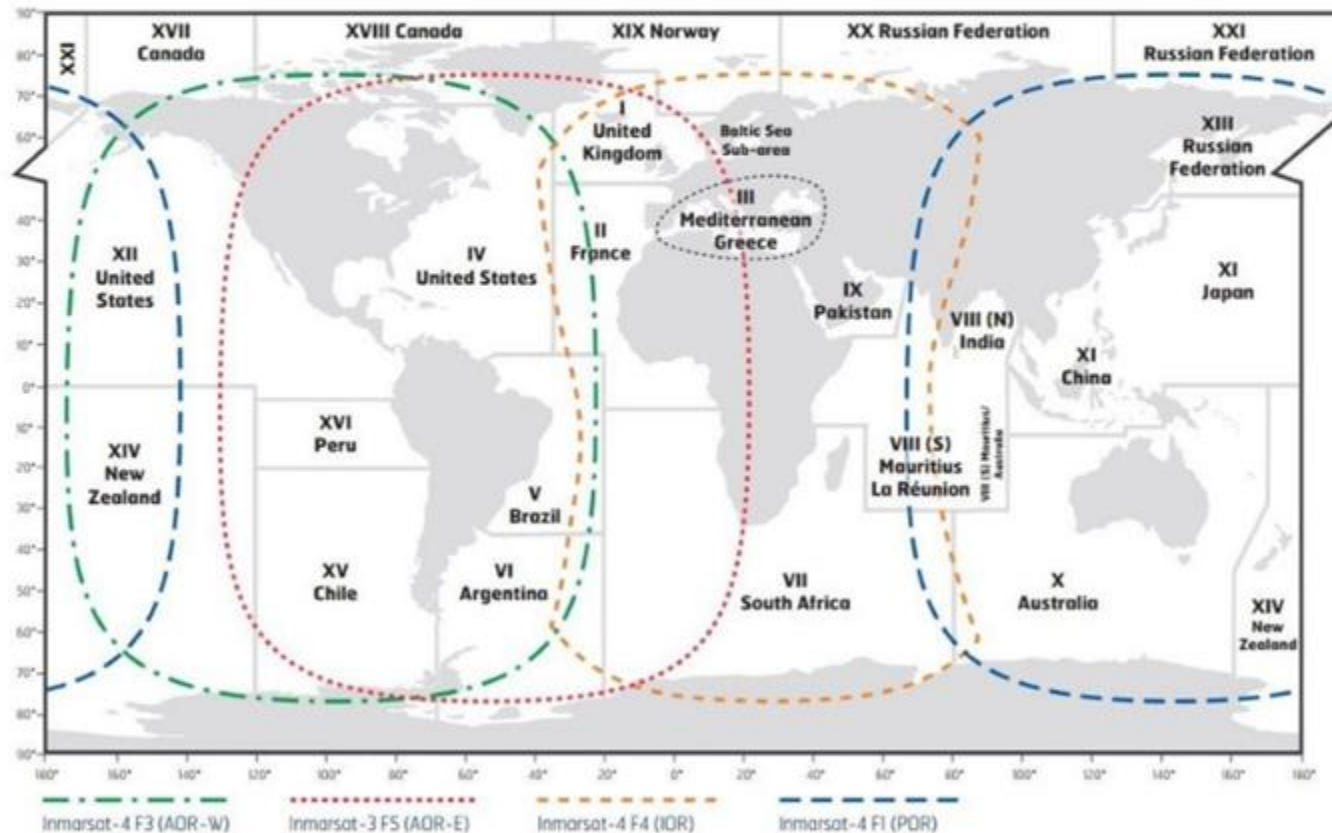 XXI
XVII
Canada
XVIII Canada
XIX Norway
XX Russian Federation
XXI
Russian Federation
I
United
Kingdom
Baltic Sea
Sub-area
XIII
Russian
Federation
III
Mediterranean
Greece
XII
United
States
IV
United States
II
France
IX
Pakistan
VIII (N)
India
XI
Japan
XI
China
XVI
Peru
XIV
New
Zealand
V
Brazil
VIII (S)
Mauritius
La Réunion
VIII (S) Mauritius/
Australia
XV
Chile
VI
Argentina
VII
South Africa
X
Australia
XIV
New
Zealand
90°
80°
70°
60°
40°
30°
20°
10°
0°
10°
20°
30°
40°
50°
60°
70°
80°
90°
180° 160° 140° 120° 100° 80° 60° 40° 20° 0° 20° 40° 60° 80° 100° 120° 140° 160° 180°
Inmarsat-4 F3 (AOR-W) Inmarsat-3 F5 (AOR-E) Inmarsat-4 F4 (IOR) Inmarsat-4 F1 (POR)